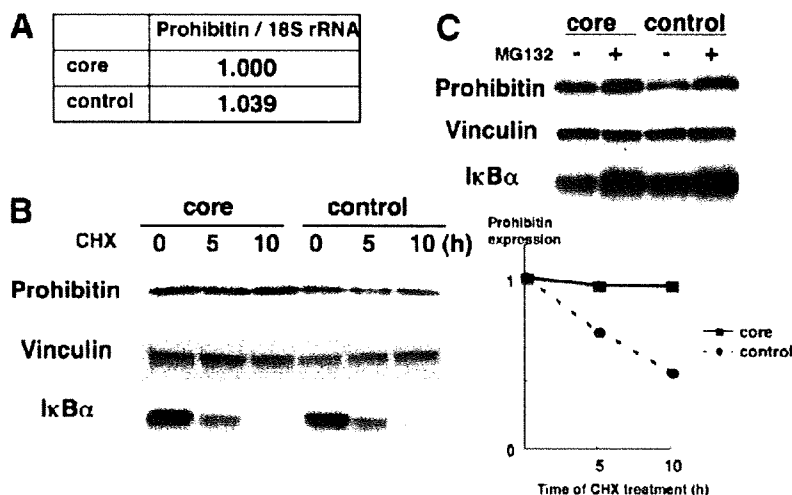 A
Prohibitin / 18S rRNA
core 1.000
control 1.039
B
core control
CHX 0 5 10 0 5 10 (h)
Prohibitin
Vinculin
IκBα
C
core control
MG132 - + - +
Prohibitin
Vinculin
IκBα
Prohibitin
expression
1
0
5 10
Time of CHX treatment (h)
core
control